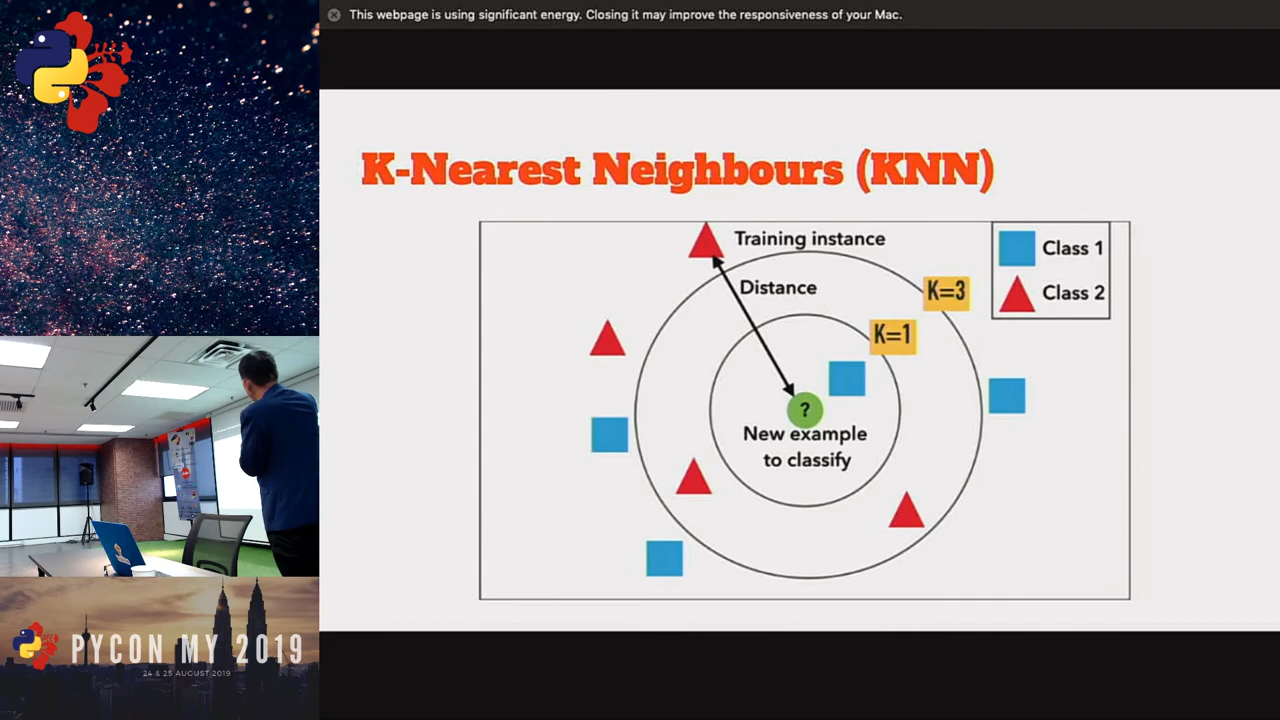 This webpage is using significant energy. Closing it may improve the responsiveness of your Mac.
K-Nearest Neighbours (KNN)
Training instance
Distance
K=3
K=1
Class 1
Class 2
?
New example
to classify
PYCON MY 2019
24 & 25 AUGUST 2019